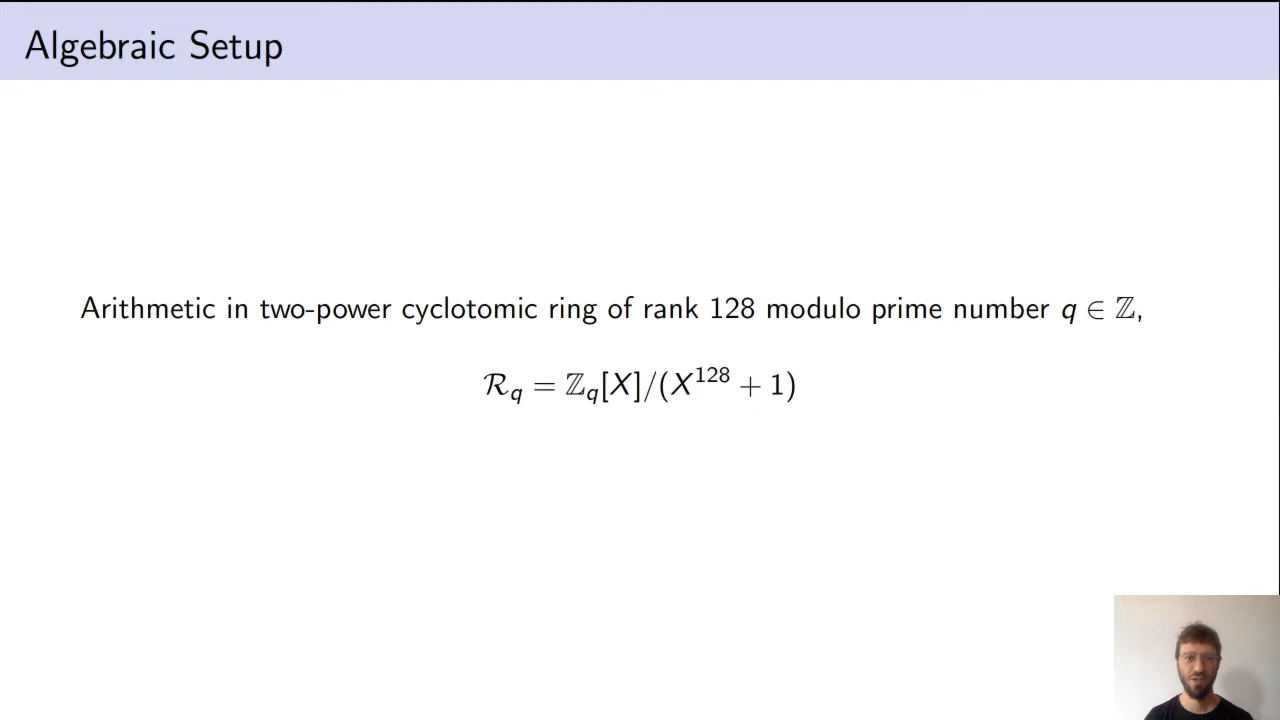 Algebraic Setup
Arithmetic in two-power cyclotomic ring of rank 128 modulo prime number q ∈ ℤ,
ℛ_q = ℤ_q[X]/(X^128 + 1)